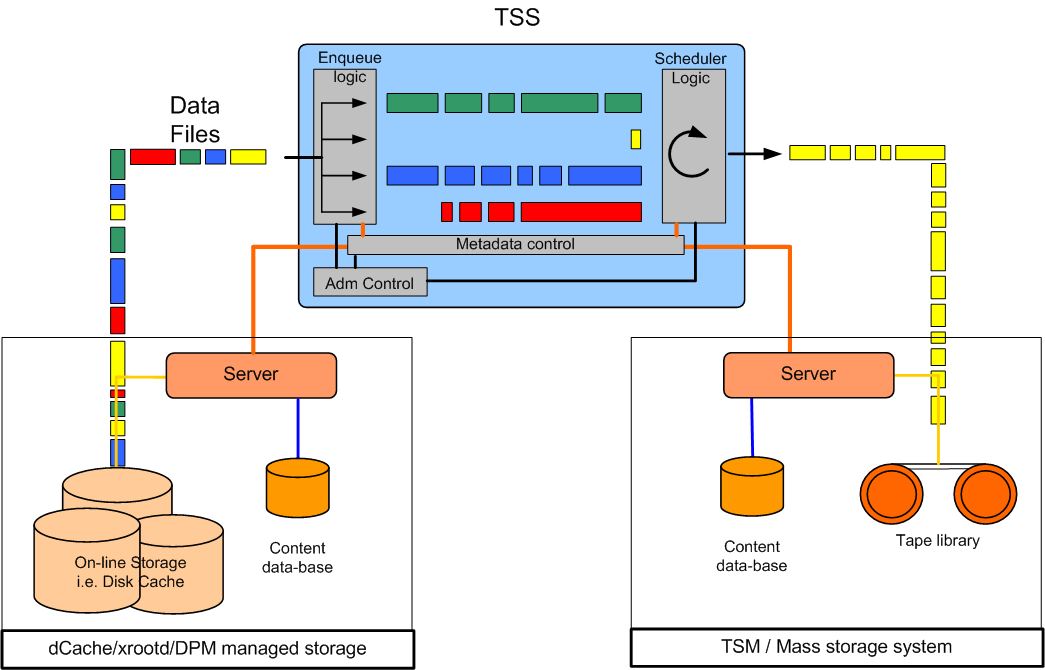 TSS
Enqueue
logic
Scheduler
Logic
Data
Files
Metadata control
Adm Control
Server
Server
On-line Storage
i.e. Disk Cache
Content
data-base
Content
data-base
Tape library
dCache/xrootd/DPM managed storage
TSM / Mass storage system